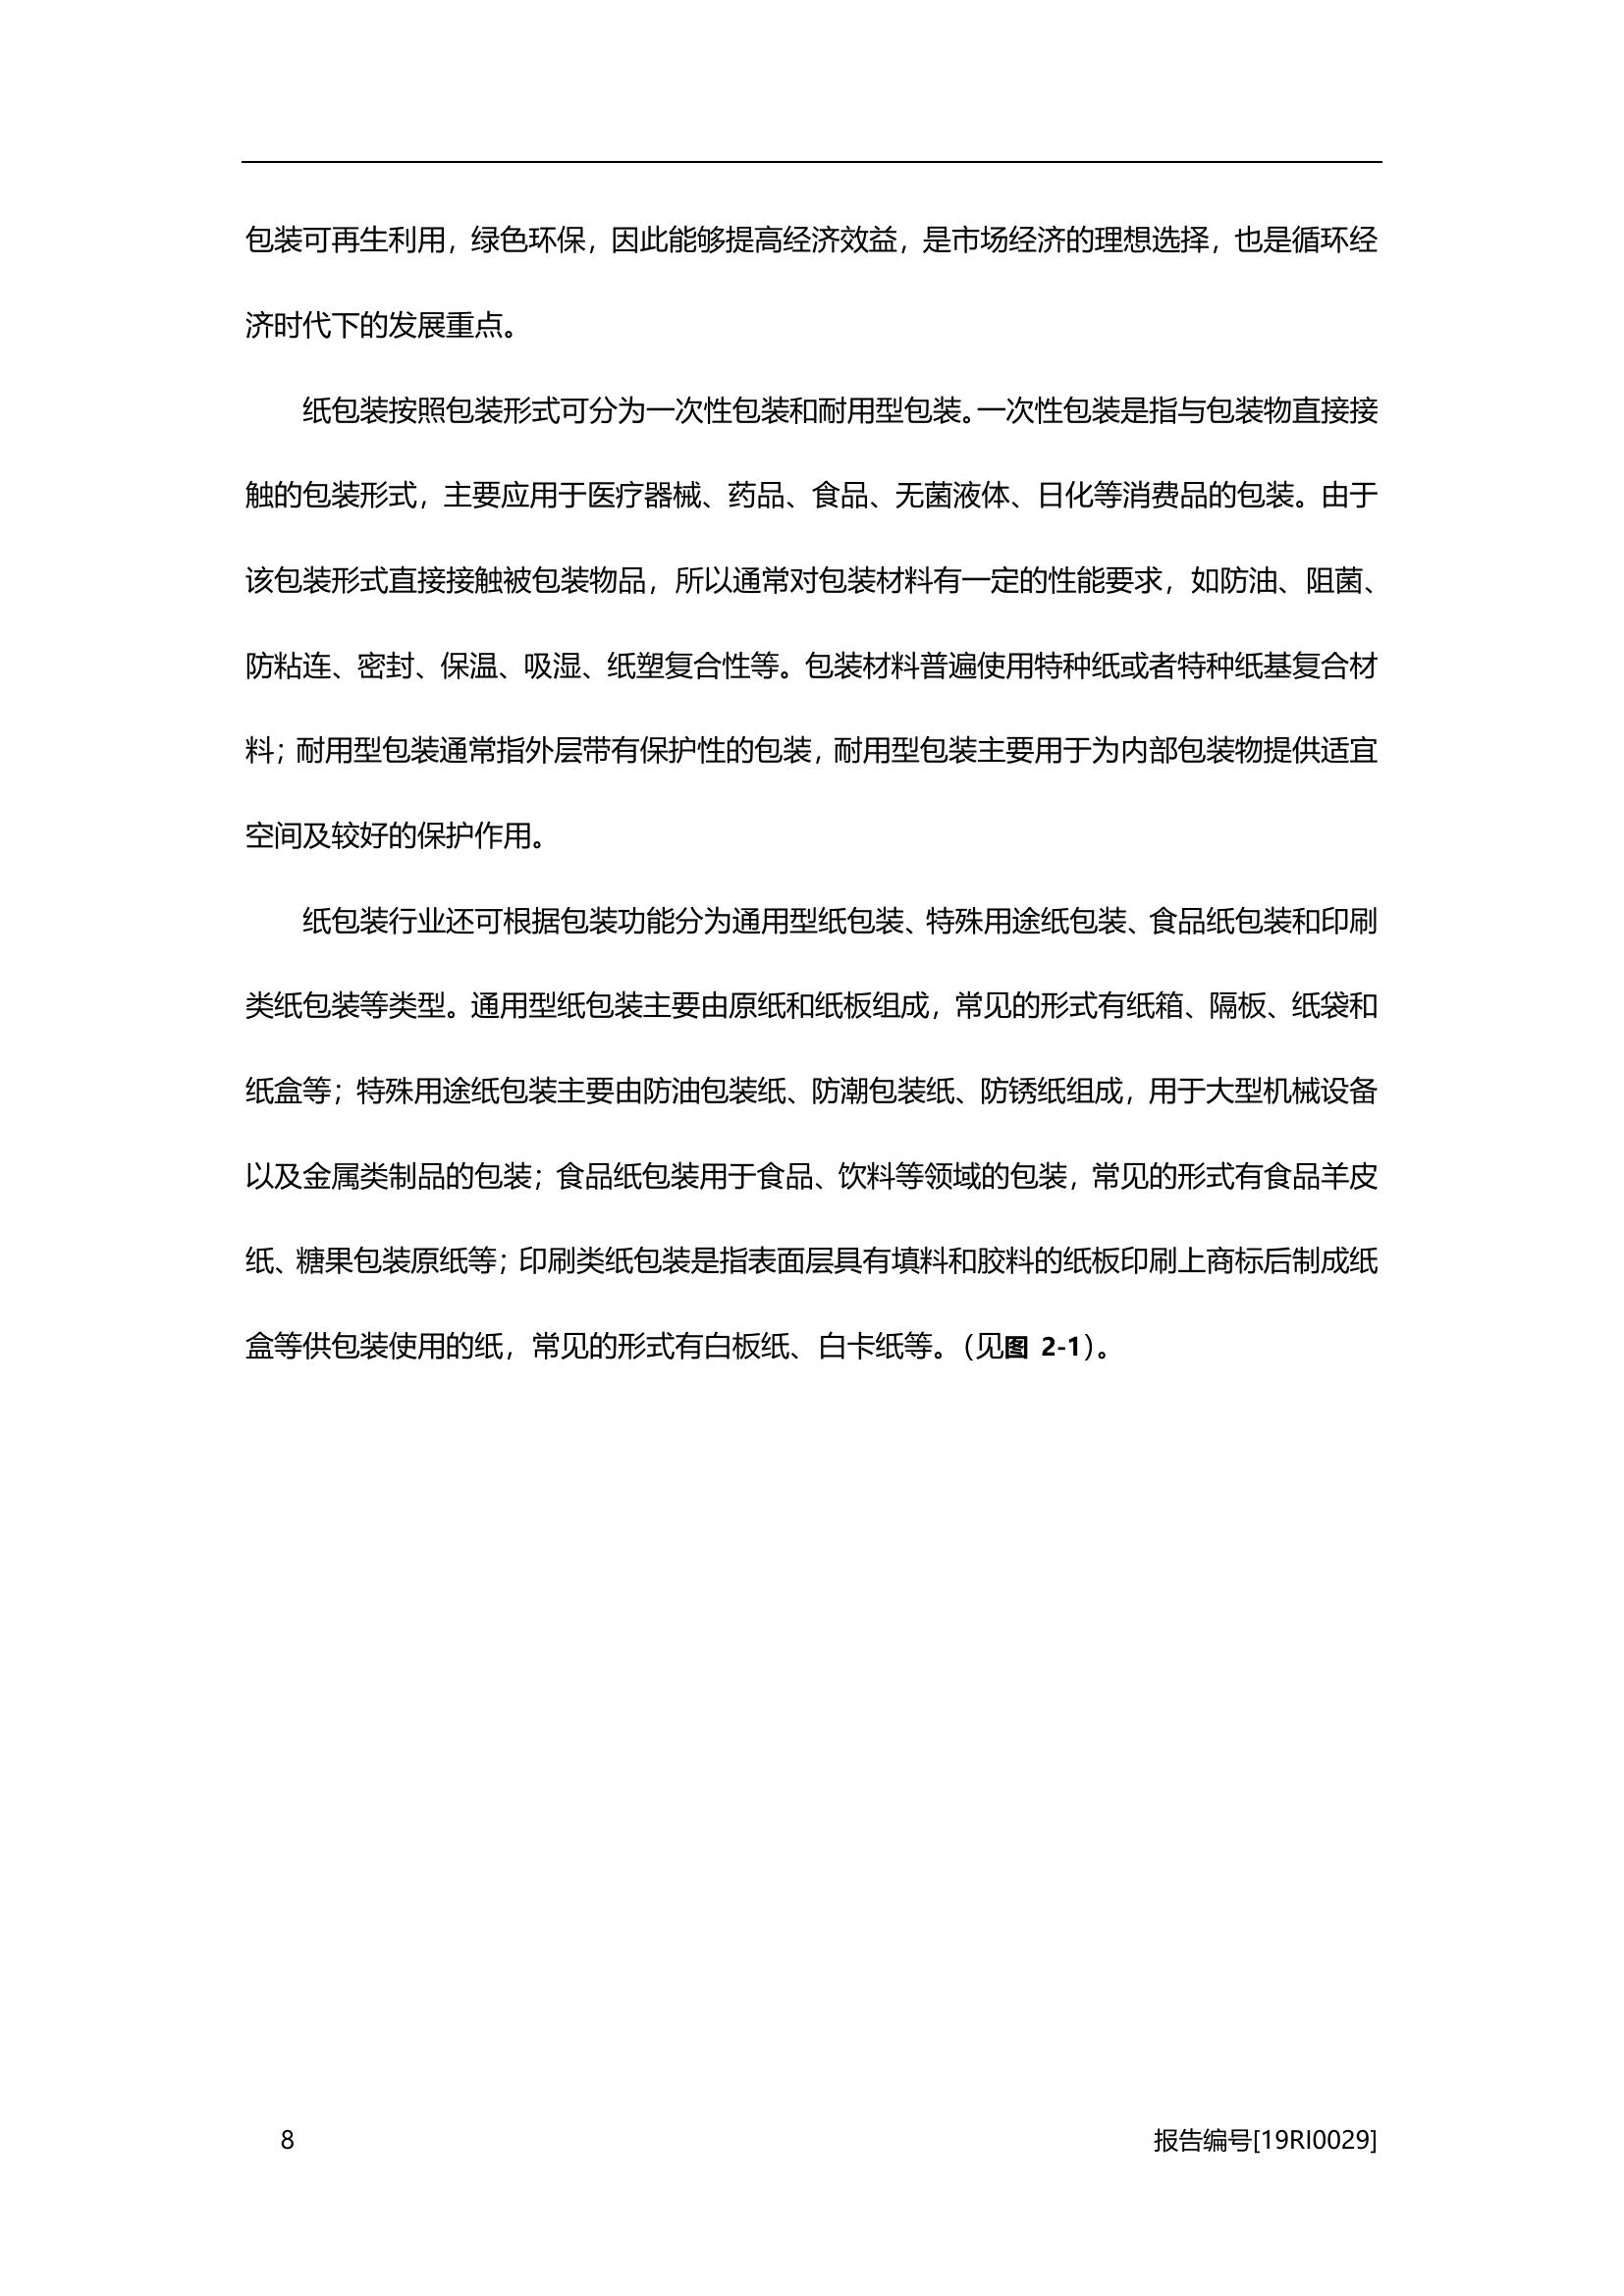 包装可再生利用，绿色环保，因此能够提高经济效益，是市场经济的理想选择，也是循环经
济时代下的发展重点。
纸包装按照包装形式可分为一次性包装和耐用型包装。一次性包装是指与包装物直接接
触的包装形式，主要应用于医疗器械、药品、食品、无菌液体、日化等消费品的包装。由于
该包装形式直接接触被包装物品，所以通常对包装材料有一定的性能要求，如防油、阻菌、
防粘连、密封、保温、吸湿、纸塑复合性等。包装材料普遍使用特种纸或者特种纸基复合材
料；耐用型包装通常指外层带有保护性的包装，耐用型包装主要用于为内部包装物提供适宜
空间及较好的保护作用。
纸包装行业还可根据包装功能分为通用型纸包装、特殊用途纸包装、食品纸包装和印刷
类纸包装等类型。通用型纸包装主要由原纸和纸板组成，常见的形式有纸箱、隔板、纸袋和
纸盒等；特殊用途纸包装主要由防油包装纸、防潮包装纸、防锈纸组成，用于大型机械设备
以及金属类制品的包装；食品纸包装用于食品、饮料等领域的包装，常见的形式有食品羊皮
纸、糖果包装原纸等；印刷类纸包装是指表面层具有填料和胶料的纸板印刷上商标后制成纸
盒等供包装使用的纸，常见的形式有白板纸、白卡纸等。（见图 2-1）。
8 报告编号[19RI0029]